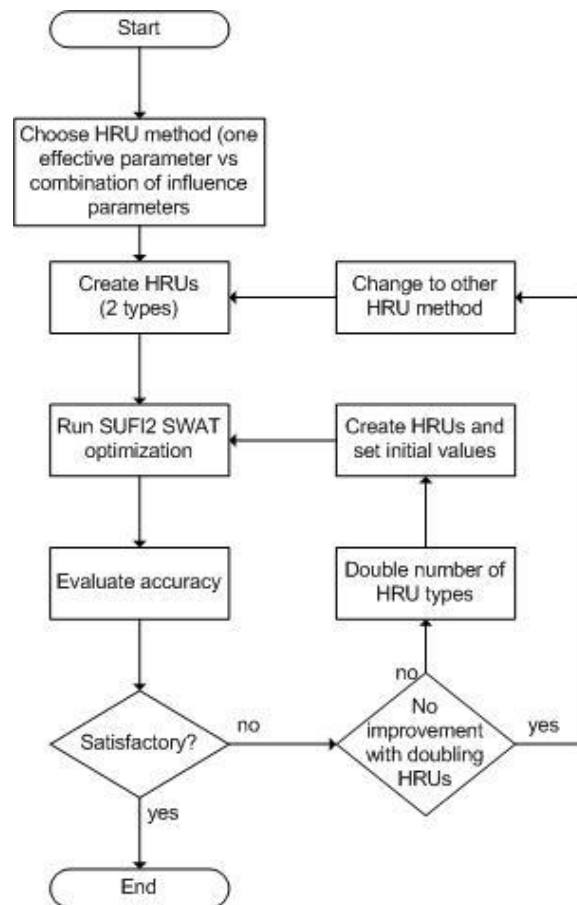 Start
Choose HRU method (one
effective parameter vs
combination of influence
parameters
Create HRUs
(2 types)
Change to other
HRU method
Run SUFI2 SWAT
optimization
Create HRUs and
set initial values
Evaluate accuracy
Double number of
HRU types
no
Satisfactory?
no
No
improvement
with doubling
HRUs
yes
yes
End